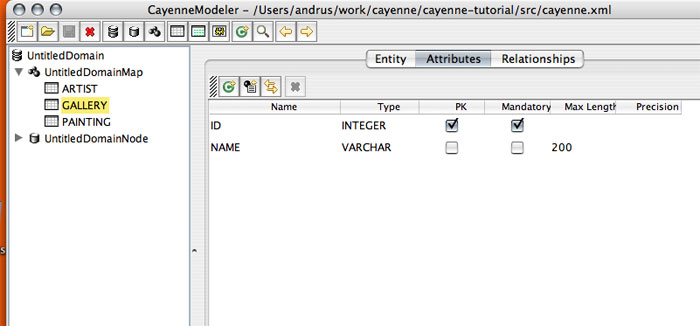 CayenneModeler - /Users/andrus/work/cayenne/cayenne-tutorial/src/cayenne.xml
UntitledDomain
UntitledDomainMap
ARTIST
GALLERY
PAINTING
UntitledDomainNode
Entity Attributes Relationships
Name Type PK Mandatory Max Length Precision
ID INTEGER
NAME VARCHAR 200
s